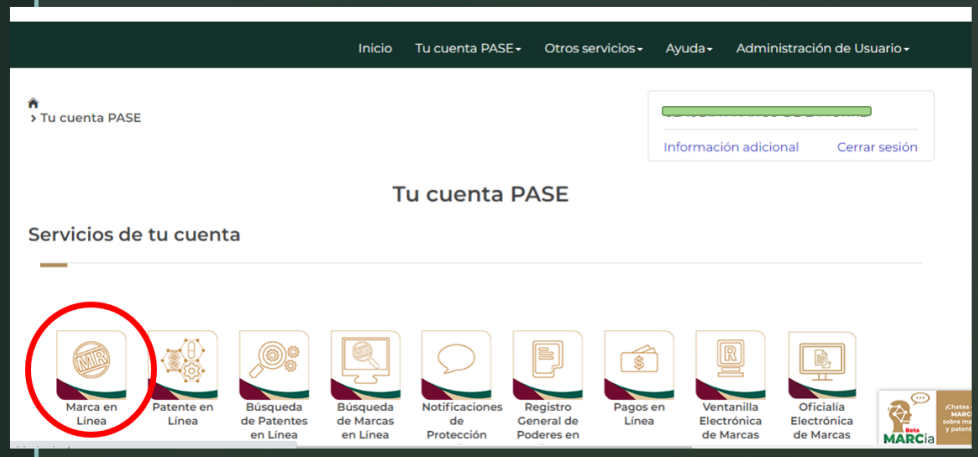 Inicio Tu cuenta PASE Otros servicios Ayuda Administración de Usuario
> Tu cuenta PASE
Información adicional Cerrar sesión
Tu cuenta PASE
Servicios de tu cuenta
MR
R
$
Marca en
Línea
Patente en
Línea
Búsqueda
de Patentes
en Línea
Búsqueda
de Marcas
en Línea
Notificaciones
de
Protección
Registro
General de
Poderes en
Pagos en
Línea
Ventanilla
Electrónica
de Marcas
Oficialía
Electrónica
de Marcas
Beta
MARCia
¡Chatea
MARC
sobre ma
y patent